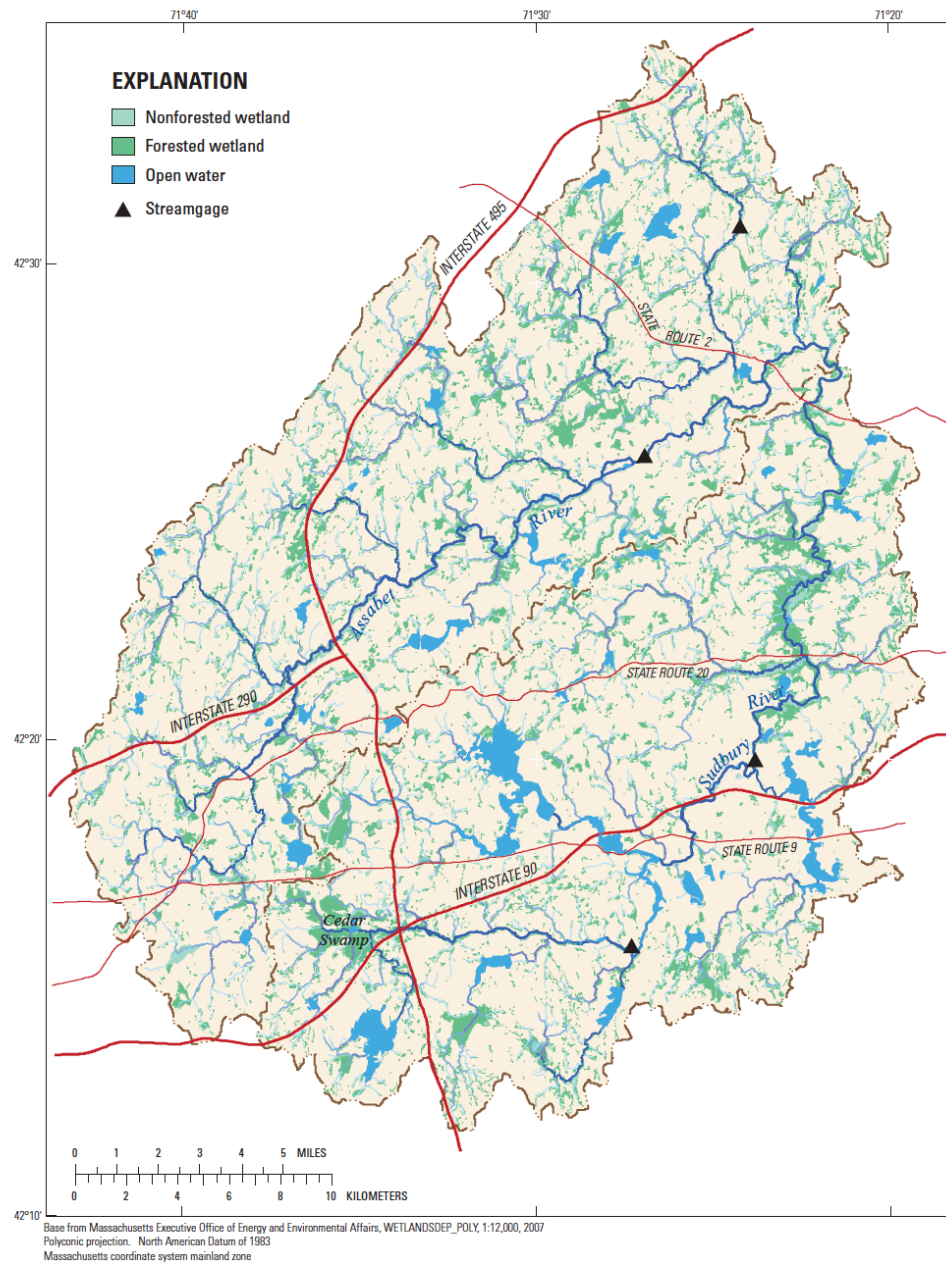 71°40'
71°30'
71°20'
EXPLANATION
Nonforested wetland
Forested wetland
Open water
Streamgage
INTERSTATE 495
42°30'
STATE ROUTE 2
River
Assabet
STATE ROUTE 20
INTERSTATE 290
River
42°20'
Sudbury
STATE ROUTE 9
INTERSTATE 90
Cedar
Swamp
0 1 2 3 4 5 MILES
0 2 4 6 8 10 KILOMETERS
42°10'
Base from Massachusetts Executive Office of Energy and Environmental Affairs, WETLANDSDEP_POLY, 1:12,000, 2007
Polyconic projection. North American Datum of 1983
Massachusetts coordinate system mainland zone